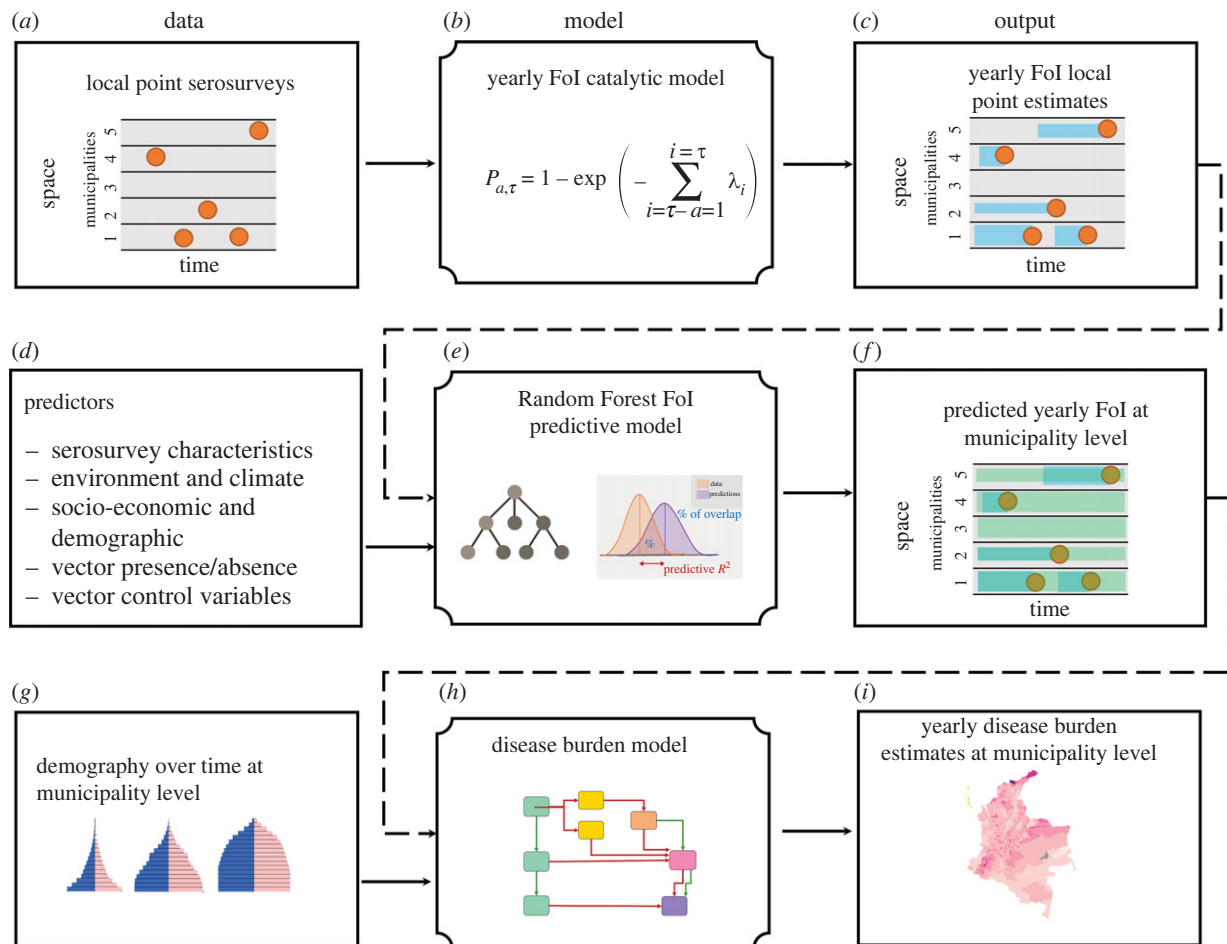 (a) data
(b) model
(c) output
local point serosurveys
space
municipalities
5
4
3
2
1
time
yearly FoI catalytic model
P_{a,τ} = 1 – exp ( – \sum_{i=τ–a=1}^{i=τ} λ_i )
yearly FoI local
point estimates
space
municipalities
5
4
3
2
1
time
(d)
predictors
– serosurvey characteristics
– environment and climate
– socio-economic and
demographic
– vector presence/absence
– vector control variables
(e)
Random Forest FoI
predictive model
data
predictions
% of overlap
%
predictive R²
(f)
predicted yearly FoI at
municipality level
space
municipalities
5
4
3
2
1
time
(g)
demography over time at
municipality level
(h)
disease burden model
(i)
yearly disease burden
estimates at municipality level